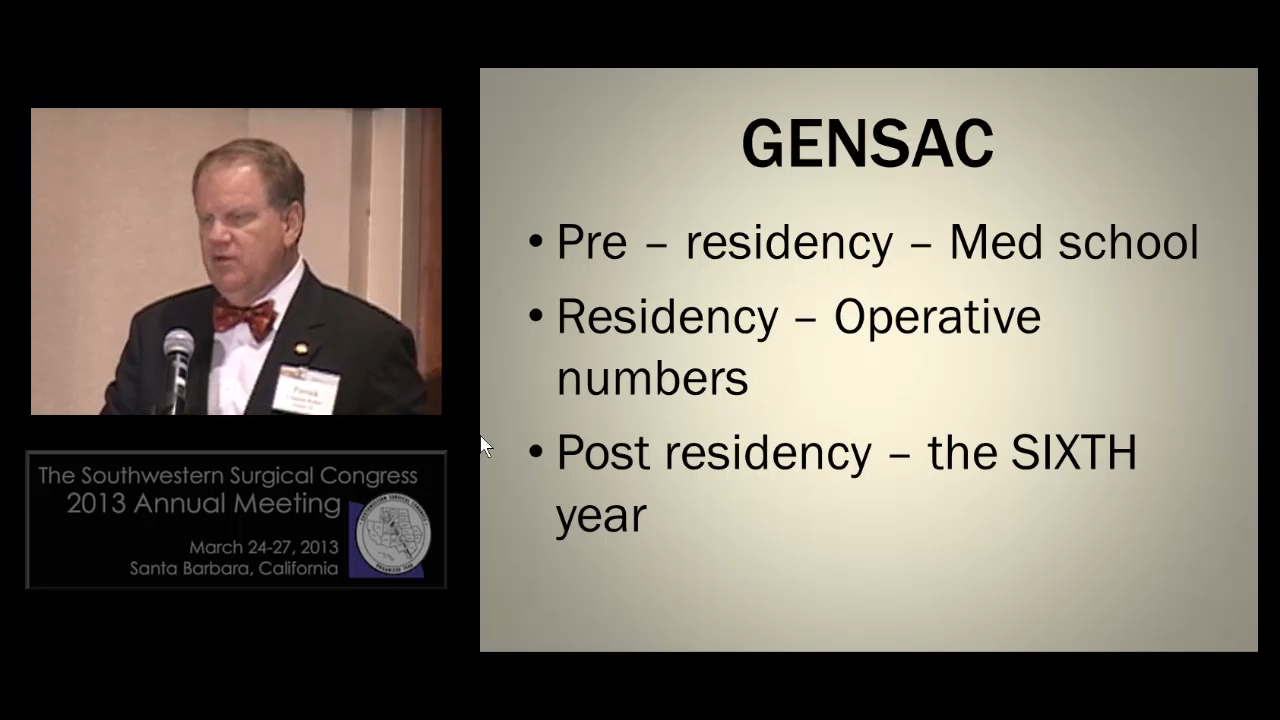 GENSAC
• Pre – residency – Med school
• Residency – Operative
numbers
• Post residency – the SIXTH
year
The Southwestern Surgical Congress
2013 Annual Meeting
March 24-27, 2013
Santa Barbara, California